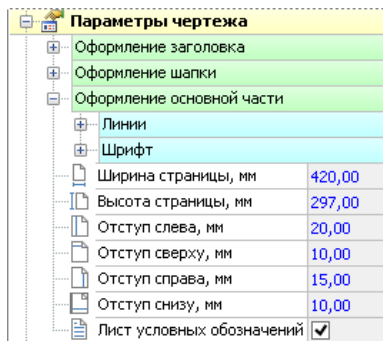 Параметры чертежа
Оформление заголовка
Оформление шапки
Оформление основной части
Линии
Шрифт
Ширина страницы, мм 420,00
Высота страницы, мм 297,00
Отступ слева, мм 20,00
Отступ сверху, мм 10,00
Отступ справа, мм 15,00
Отступ снизу, мм 10,00
Лист условных обозначений